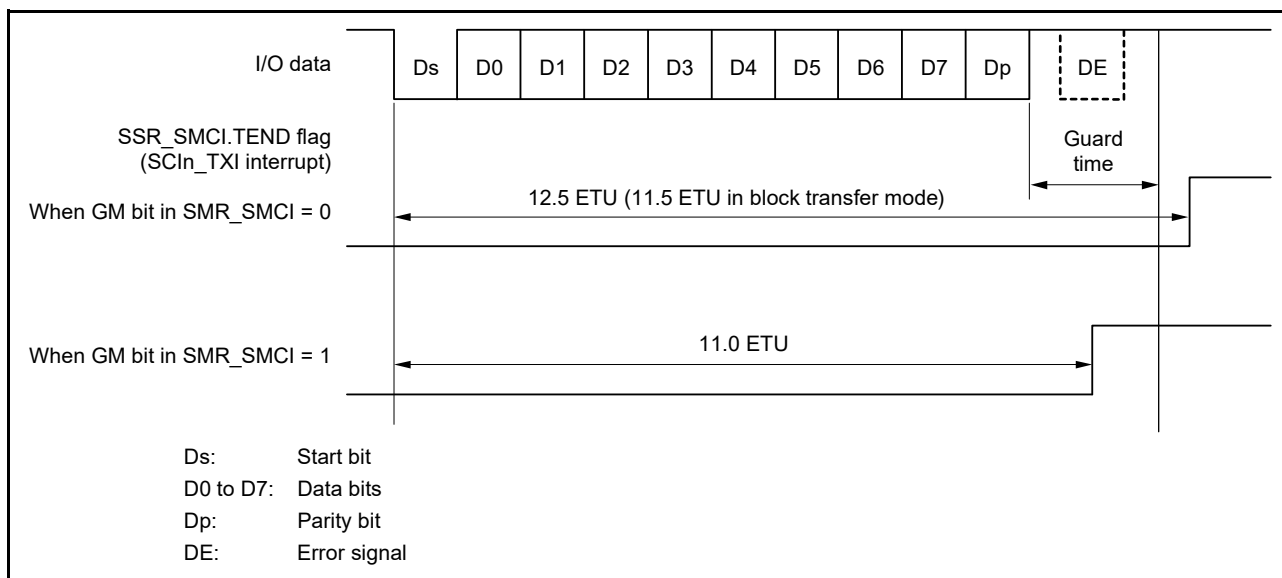 I/O data
Ds D0 D1 D2 D3 D4 D5 D6 D7 Dp DE
SSR_SMCI.TEND flag
(SCIn_TXI interrupt)
Guard
time
12.5 ETU (11.5 ETU in block transfer mode)
When GM bit in SMR_SMCI = 0
11.0 ETU
When GM bit in SMR_SMCI = 1
Ds: Start bit
D0 to D7: Data bits
Dp: Parity bit
DE: Error signal